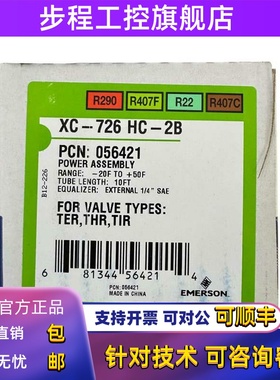 步程工控旗舰店
R290 R407F R22 R407C
XC-726 HC-2B
PCN: 056421
POWER ASSEMBLY
RANGE: -20F TO +50F
TUBE LENGTH: 10FT
EQUALIZER: EXTERNAL 1/4" SAE
B12-226
FOR VALVE TYPES:
TER,THR,TIR
6 81344 56421 4
PCN: 056421
MADE IN CHINA
EMERSON
官方正品 支持开票 可对公 可顺丰
直销 包
无忧 邮
针对技术 可咨询客服